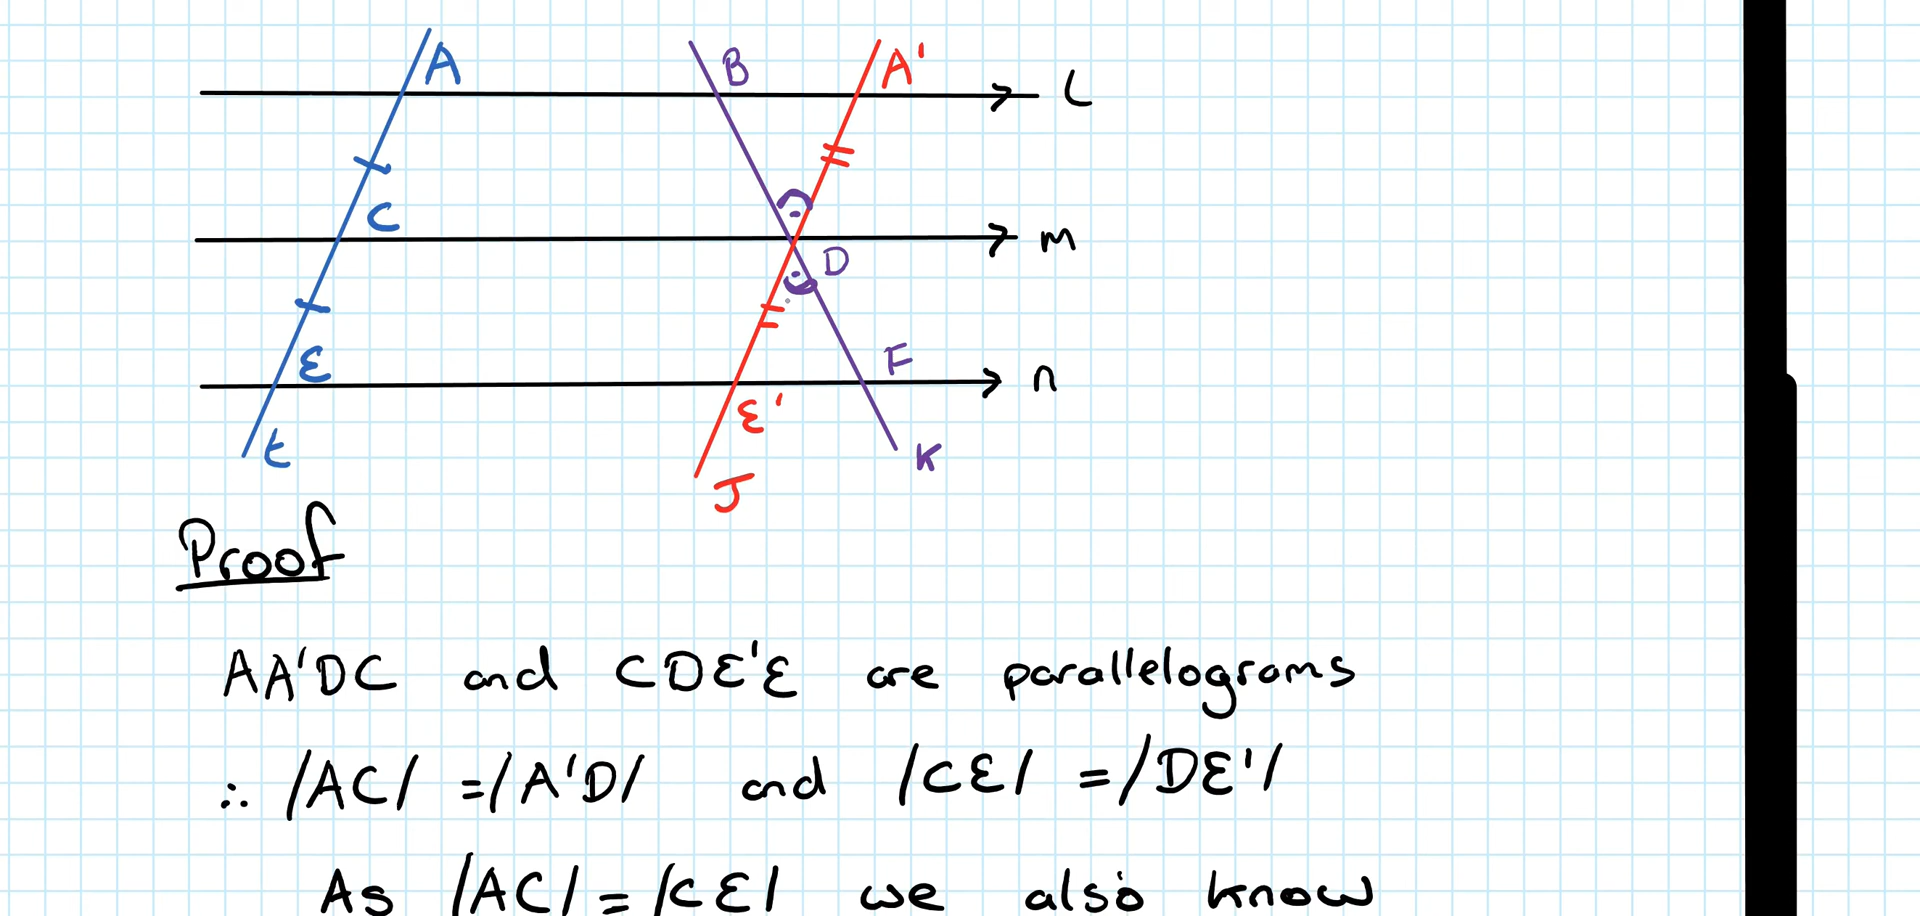 A B A' L
C D m
E F n
E'
t K
J
Proof
AA'DC and CDE'E are parallelograms
∴ |AC| = |A'D| and |CE| = |DE'|
As |AC| = |CE| we also know